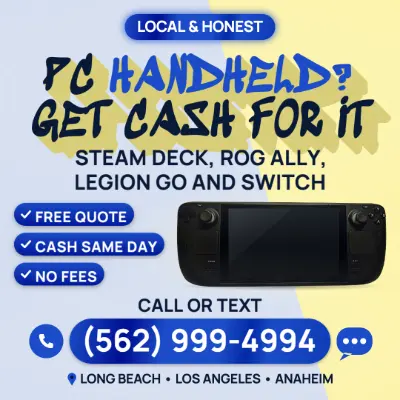 LOCAL & HONEST
PC HANDHELD?
GET CASH FOR IT
STEAM DECK, ROG ALLY,
LEGION GO AND SWITCH
FREE QUOTE
CASH SAME DAY
NO FEES
CALL OR TEXT
(562) 999-4994
LONG BEACH • LOS ANGELES • ANAHEIM